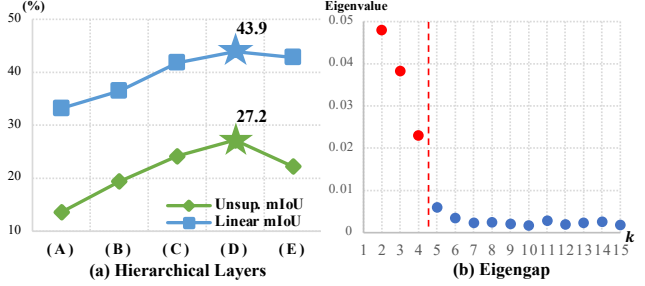 (%)
50
40
30
20
10
43.9
27.2
Unsup. mIoU
Linear mIoU
(A) (B) (C) (D) (E)
(a) Hierarchical Layers
Eigenvalue
0.05
0.04
0.03
0.02
0.01
0
1 2 3 4 5 6 7 8 9 10 11 12 13 14 15
k
(b) Eigengap